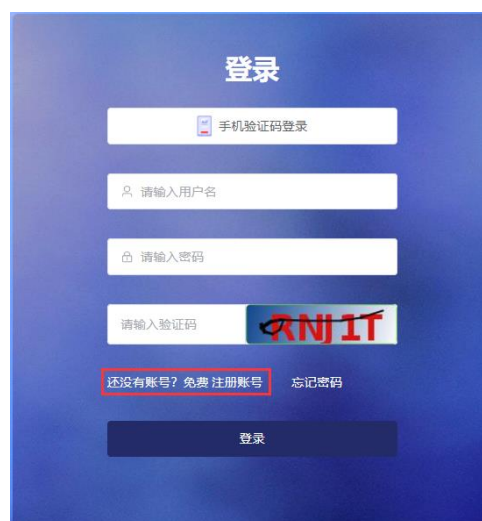 登录
手机验证码登录
请输入用户名
请输入密码
请输入验证码 RNJ1T
还没有账号？免费 注册账号 忘记密码
登录